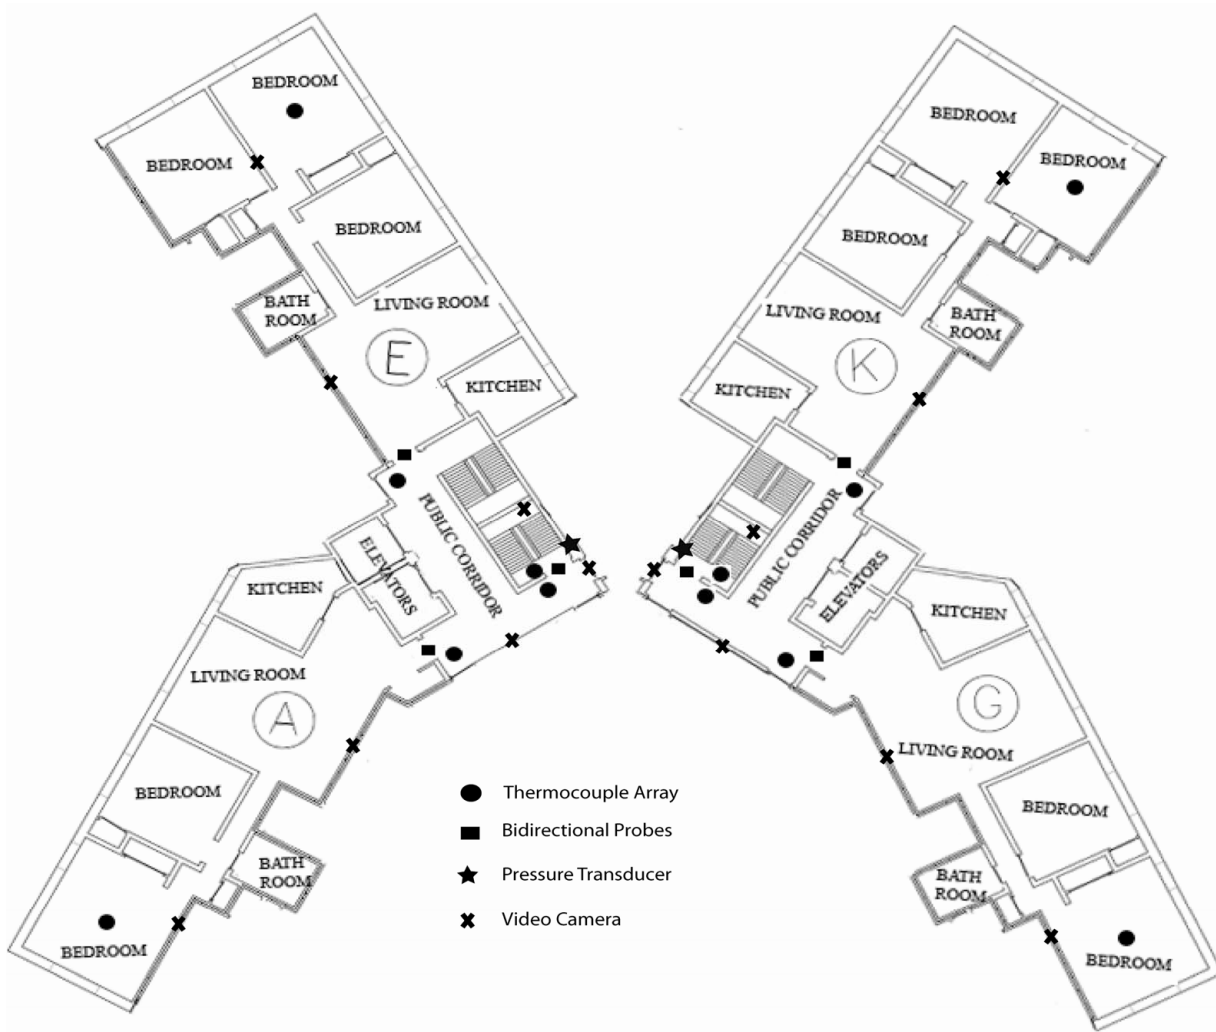 BEDROOM
BEDROOM
BEDROOM
BATH
ROOM
LIVING ROOM
E
KITCHEN
PUBLIC CORRIDOR
ELEVATORS
KITCHEN
LIVING ROOM
A
BEDROOM
BATH
ROOM
BEDROOM
BEDROOM
BEDROOM
BEDROOM
LIVING ROOM
BATH
ROOM
K
KITCHEN
PUBLIC CORRIDOR
ELEVATORS
KITCHEN
G
LIVING ROOM
BEDROOM
BATH
ROOM
BEDROOM
Thermocouple Array
Bidirectional Probes
Pressure Transducer
Video Camera